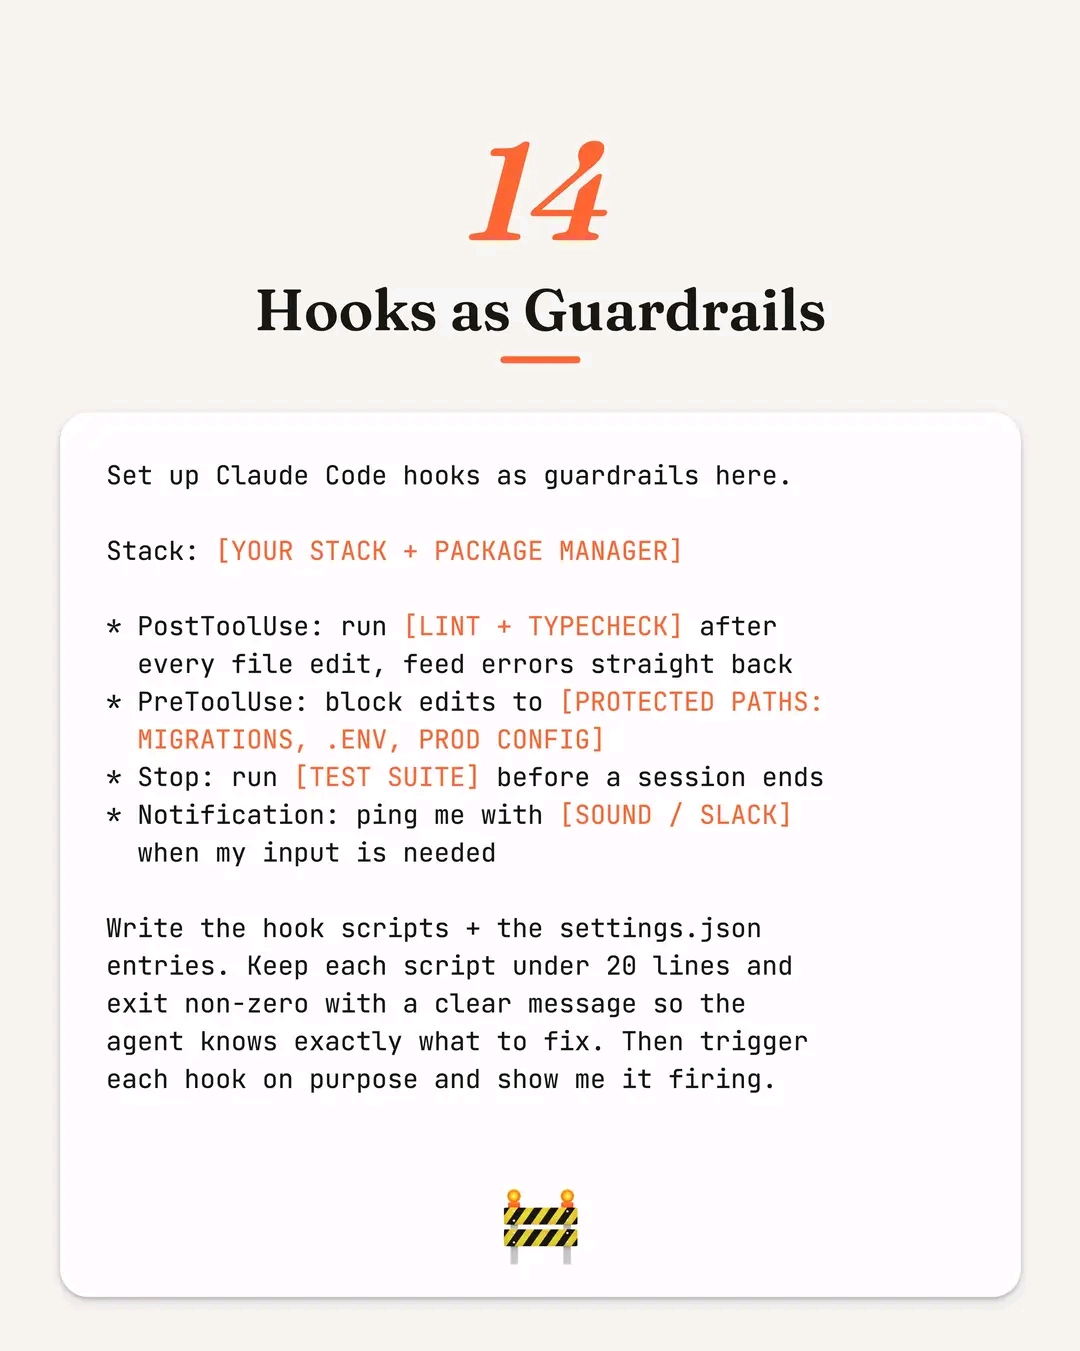 14
Hooks as Guardrails
Set up Claude Code hooks as guardrails here.
Stack: [YOUR STACK + PACKAGE MANAGER]
* PostToolUse: run [LINT + TYPECHECK] after
every file edit, feed errors straight back
* PreToolUse: block edits to [PROTECTED PATHS:
MIGRATIONS, .ENV, PROD CONFIG]
* Stop: run [TEST SUITE] before a session ends
* Notification: ping me with [SOUND / SLACK]
when my input is needed
Write the hook scripts + the settings.json
entries. Keep each script under 20 lines and
exit non-zero with a clear message so the
agent knows exactly what to fix. Then trigger
each hook on purpose and show me it firing.